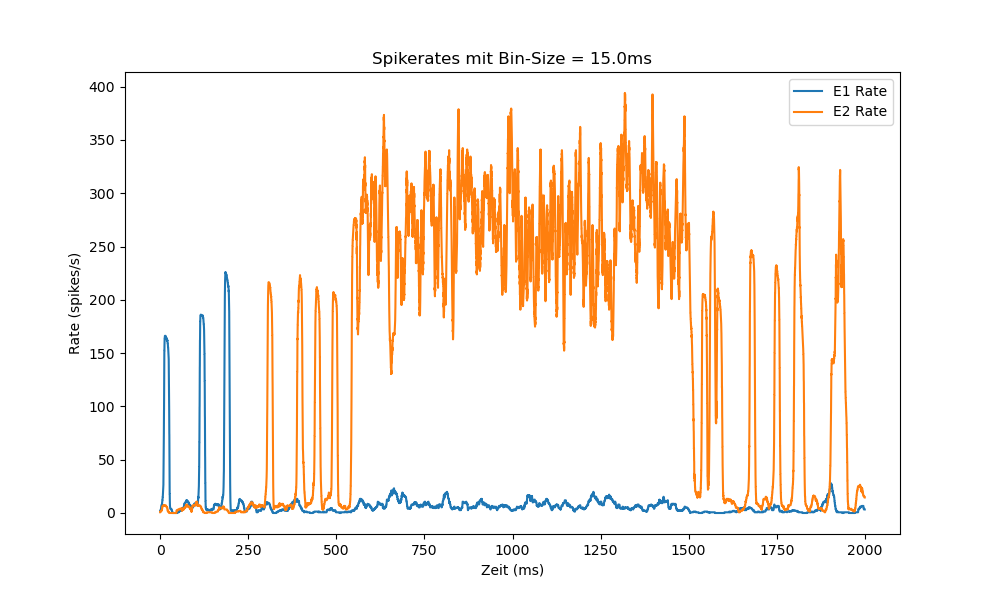 Spikerates mit Bin-Size = 15.0ms
E1 Rate
E2 Rate
Rate (spikes/s)
400
350
300
250
200
150
100
50
0
0 250 500 750 1000 1250 1500 1750 2000
Zeit (ms)